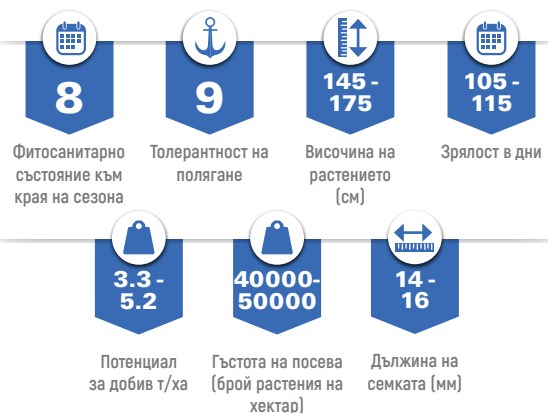 8
9
145 -
175
105 -
115
Фитосанитарно
състояние към
края на сезона
Толерантност на
полягане
Височина на
растението
(см)
Зрялост в дни
3.3 -
5.2
40000-
50000
14 -
16
Потенциал
за добив т/ха
Гъстота на посева
(брой растения на
хектар)
Дължина на
семката (мм)